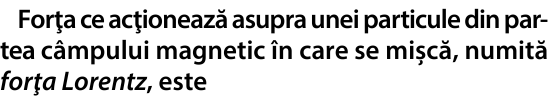 Forţa ce acţionează asupra unei particule din par-
tea câmpului magnetic în care se mişcă, numită
forţa Lorentz, este